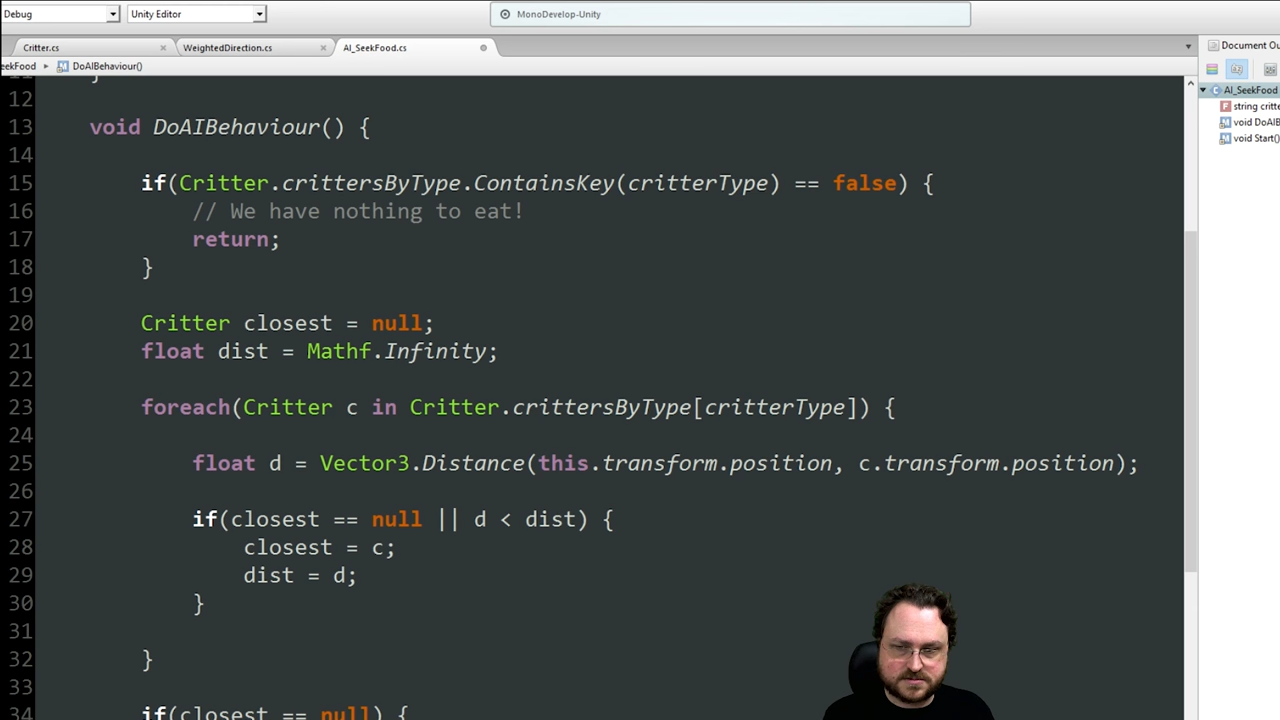 Debug
Unity Editor
MonoDevelop-Unity
Critter.cs
WeightedDirection.cs
AI_SeekFood.cs
Document Ou
eekFood
DoAIBehaviour()
AI_SeekFood
string critte
void DoAIB
void Start()
11 }
12
13 void DoAIBehaviour() {
14
15 if(Critter.crittersByType.ContainsKey(critterType) == false) {
16 // We have nothing to eat!
17 return;
18 }
19
20 Critter closest = null;
21 float dist = Mathf.Infinity;
22
23 foreach(Critter c in Critter.crittersByType[critterType]) {
24
25 float d = Vector3.Distance(this.transform.position, c.transform.position);
26
27 if(closest == null || d < dist) {
28 closest = c;
29 dist = d;
30 }
31
32 }
33
34 if(closest == null) {